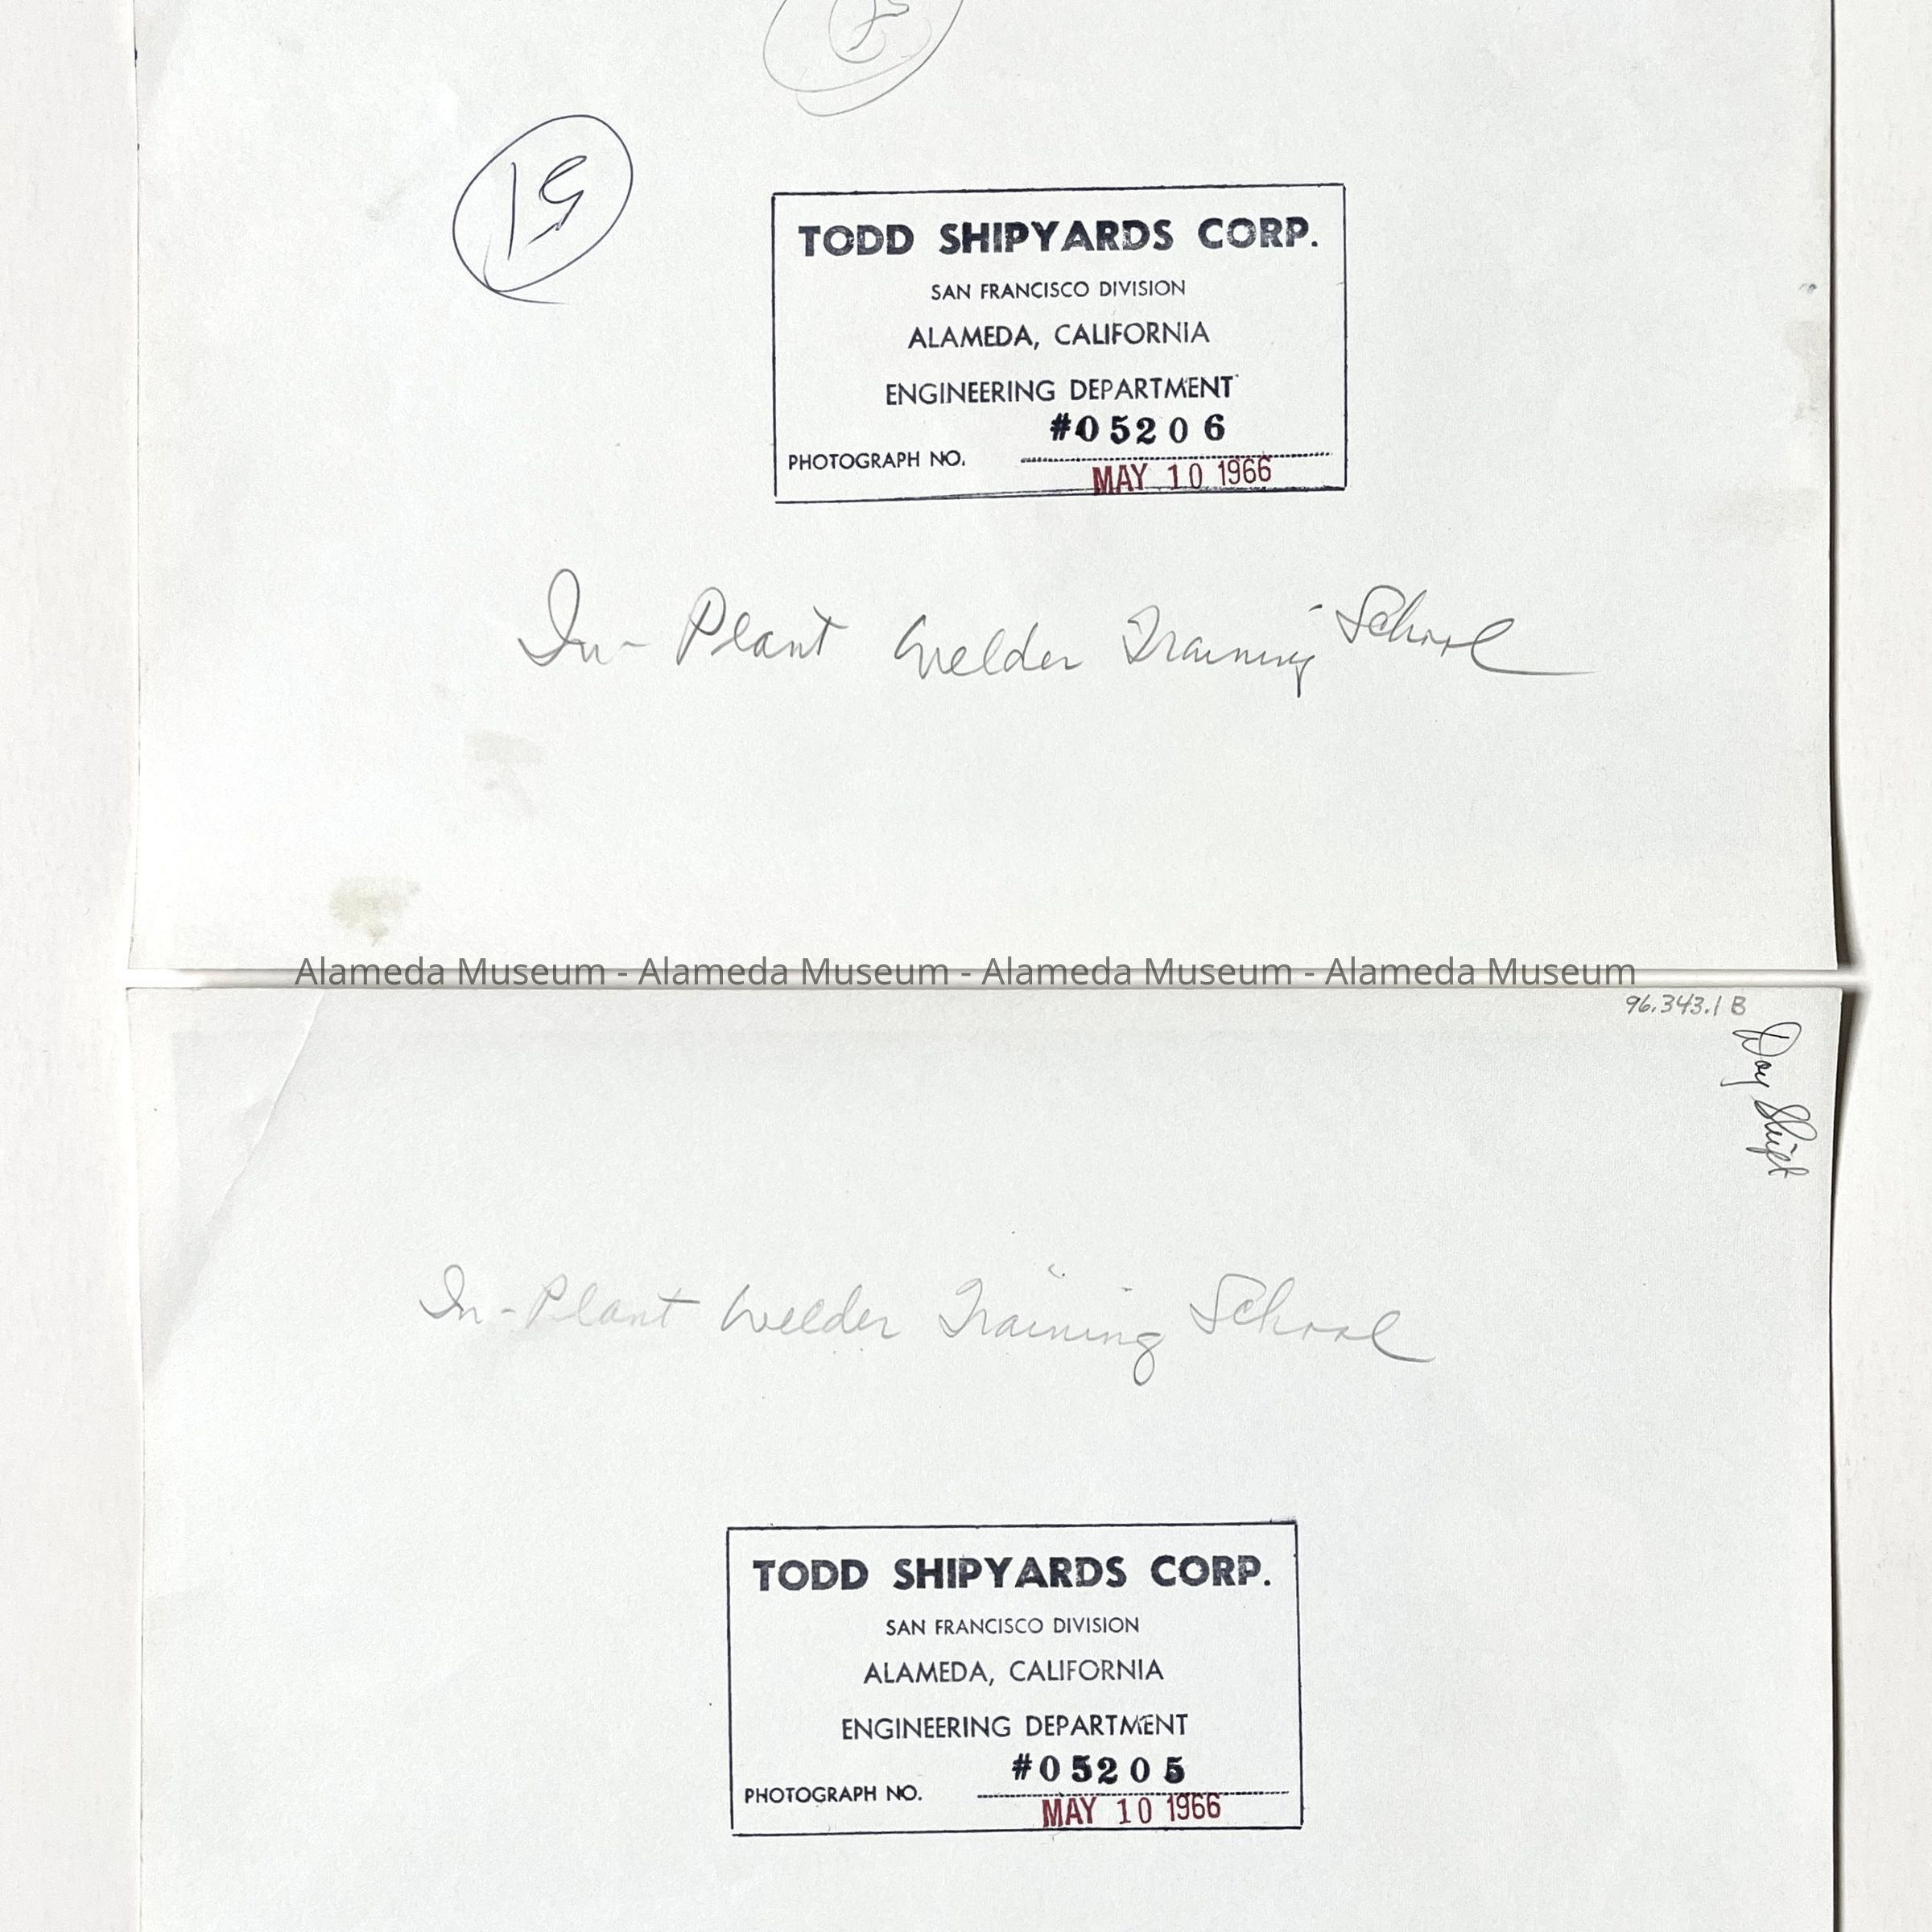 19
TODD SHIPYARDS CORP.
SAN FRANCISCO DIVISION
ALAMEDA, CALIFORNIA
ENGINEERING DEPARTMENT
#05206
PHOTOGRAPH NO.
MAY 10 1966
In-Plant Welder Training School
Alameda Museum - Alameda Museum - Alameda Museum - Alameda Museum
96.343.1 B
Day Shift
In-Plant Welder Training School
TODD SHIPYARDS CORP.
SAN FRANCISCO DIVISION
ALAMEDA, CALIFORNIA
ENGINEERING DEPARTMENT
#05205
PHOTOGRAPH NO.
MAY 10 1966